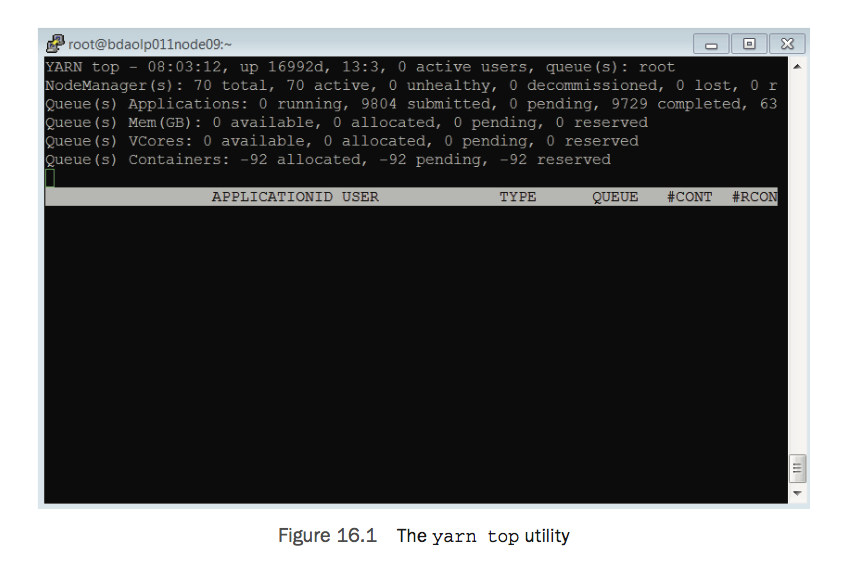 root@bdaolp011node09:~
YARN top - 08:03:12, up 16992d, 13:3, 0 active users, queue(s): root
NodeManager(s): 70 total, 70 active, 0 unhealthy, 0 decommissioned, 0 lost, 0 r
Queue(s) Applications: 0 running, 9804 submitted, 0 pending, 9729 completed, 63
Queue(s) Mem(GB): 0 available, 0 allocated, 0 pending, 0 reserved
Queue(s) VCores: 0 available, 0 allocated, 0 pending, 0 reserved
Queue(s) Containers: -92 allocated, -92 pending, -92 reserved
APPLICATIONID USER TYPE QUEUE #CONT #RCON
Figure 16.1 The yarn top utility